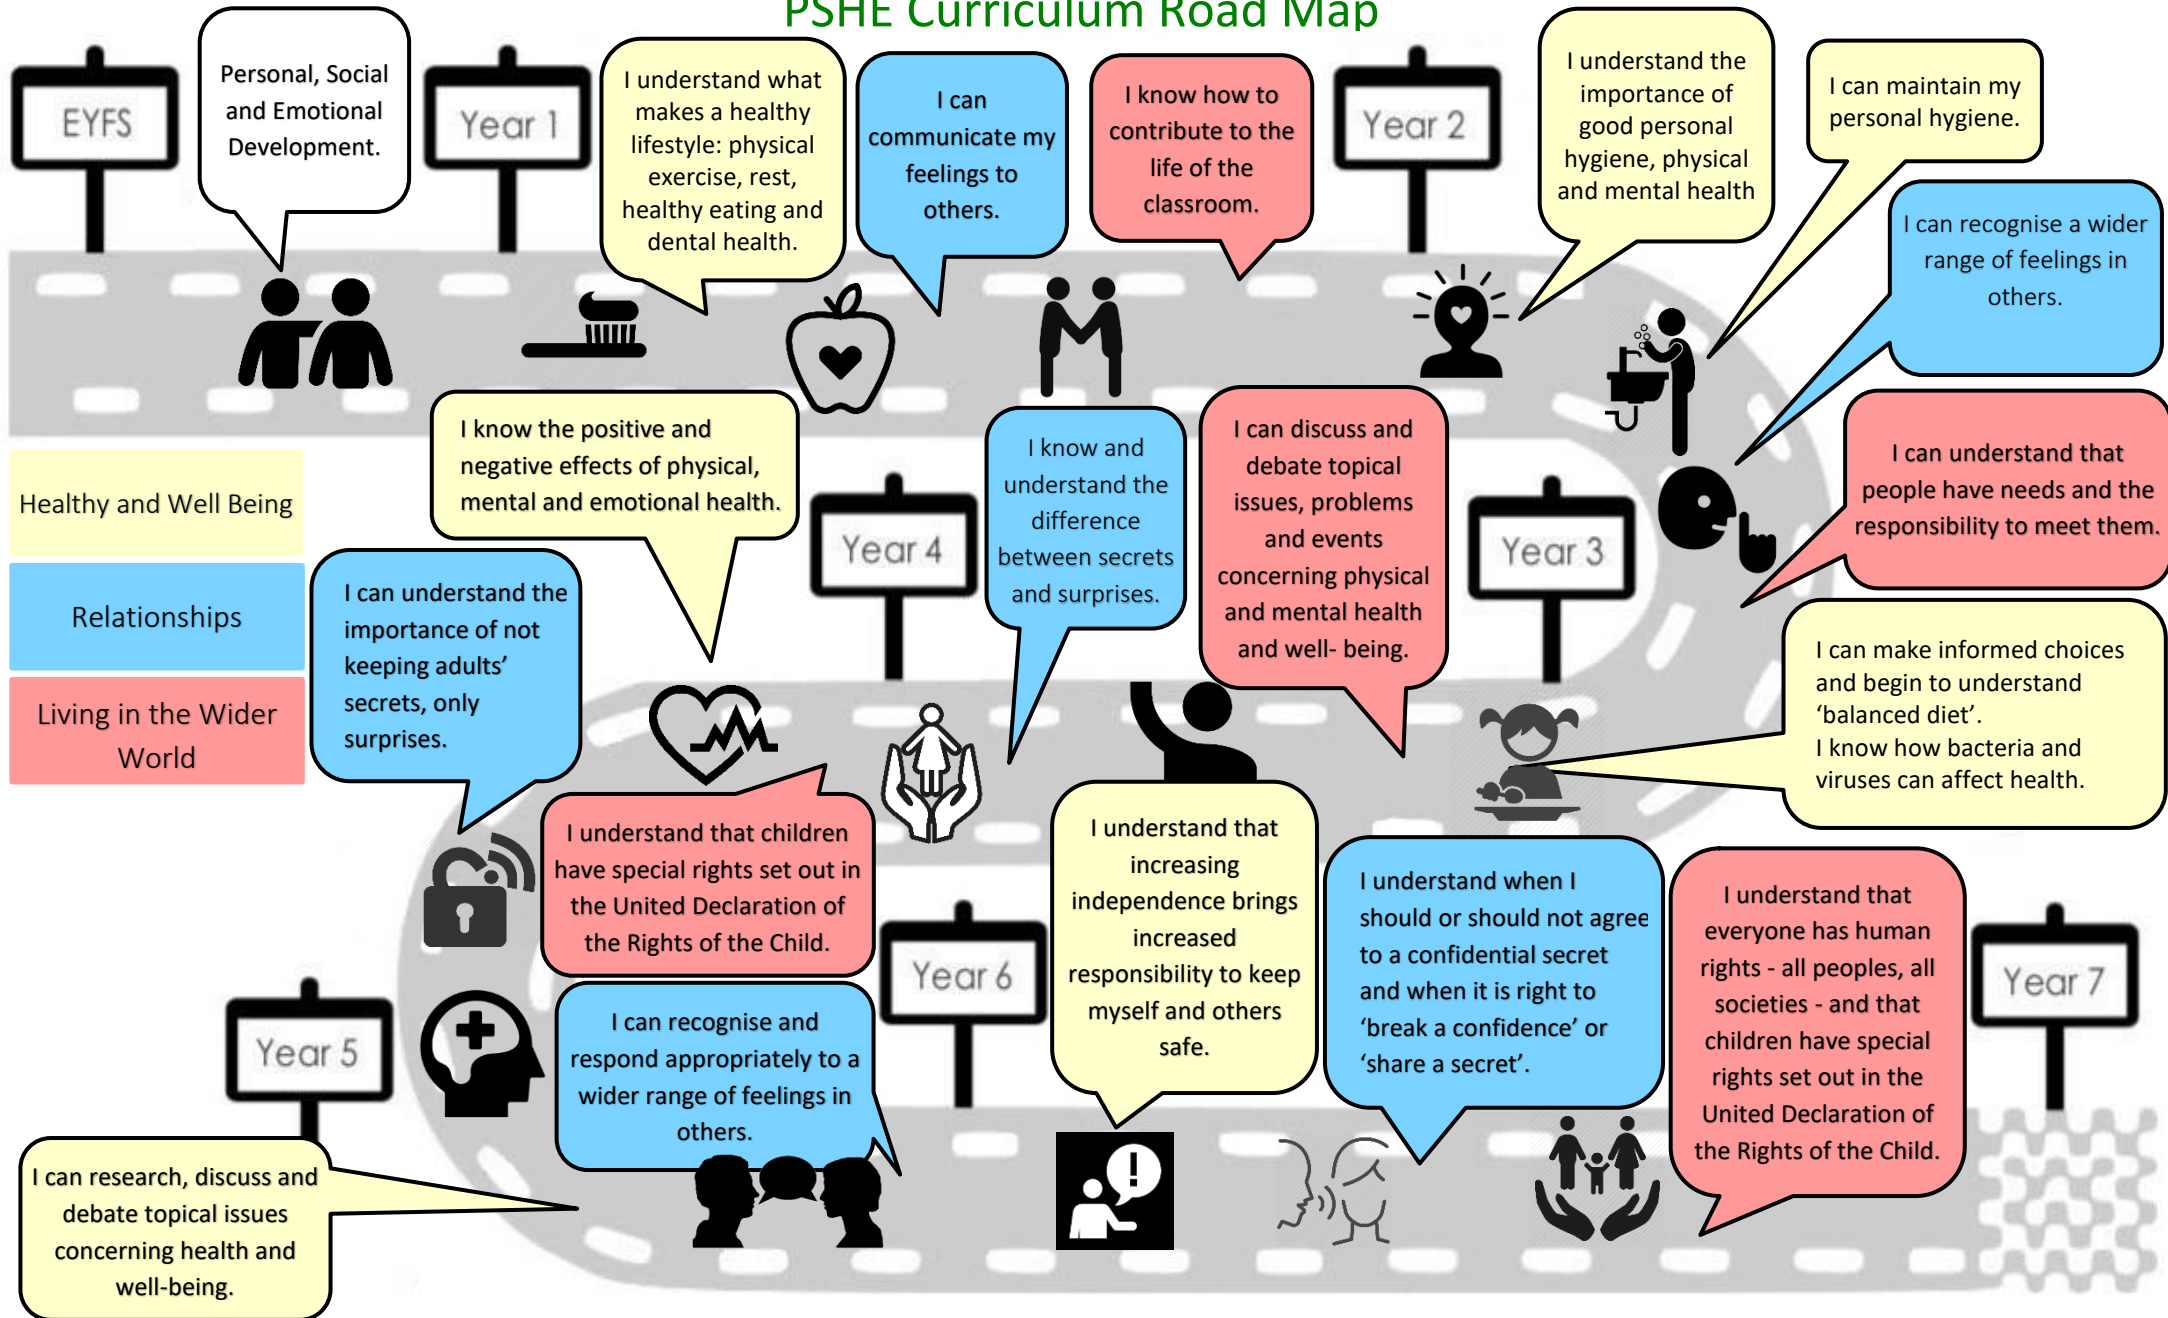 PSHE Curriculum Road Map
EYFS
Personal, Social
and Emotional
Development.
Year 1
I understand what
makes a healthy
lifestyle: physical
exercise, rest,
healthy eating and
dental health.
I can
communicate my
feelings to
others.
I know how to
contribute to the
life of the
classroom.
Year 2
I understand the
importance of
good personal
hygiene, physical
and mental health
I can maintain my
personal hygiene.
I can recognise a wider
range of feelings in
others.
I can understand that
people have needs and the
responsibility to meet them.
Year 3
I can make informed choices
and begin to understand
‘balanced diet’.
I know how bacteria and
viruses can affect health.
I know and
understand the
difference
between secrets
and surprises.
I can discuss and
debate topical
issues, problems
and events
concerning physical
and mental health
and well- being.
Year 4
I know the positive and
negative effects of physical,
mental and emotional health.
I can understand the
importance of not
keeping adults’
secrets, only
surprises.
I understand that children
have special rights set out in
the United Declaration of
the Rights of the Child.
Healthy and Well Being
Relationships
Living in the Wider
World
Year 5
I can research, discuss and
debate topical issues
concerning health and
well-being.
I can recognise and
respond appropriately to a
wider range of feelings in
others.
Year 6
I understand that
increasing
independence brings
increased
responsibility to keep
myself and others
safe.
I understand when I
should or should not agree
to a confidential secret
and when it is right to
‘break a confidence’ or
‘share a secret’.
I understand that
everyone has human
rights - all peoples, all
societies - and that
children have special
rights set out in the
United Declaration of
the Rights of the Child.
Year 7